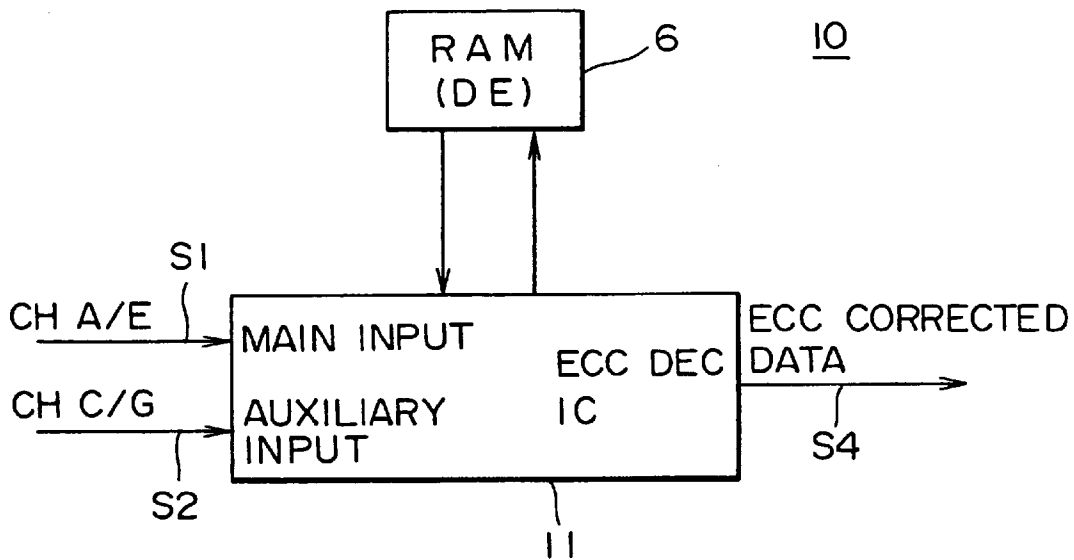 RAM
(DE)
6
10
S1
CH A/E
MAIN INPUT
ECC CORRECTED
DATA
ECC DEC
IC
CH C/G
AUXILIARY
INPUT
S2
S4
11